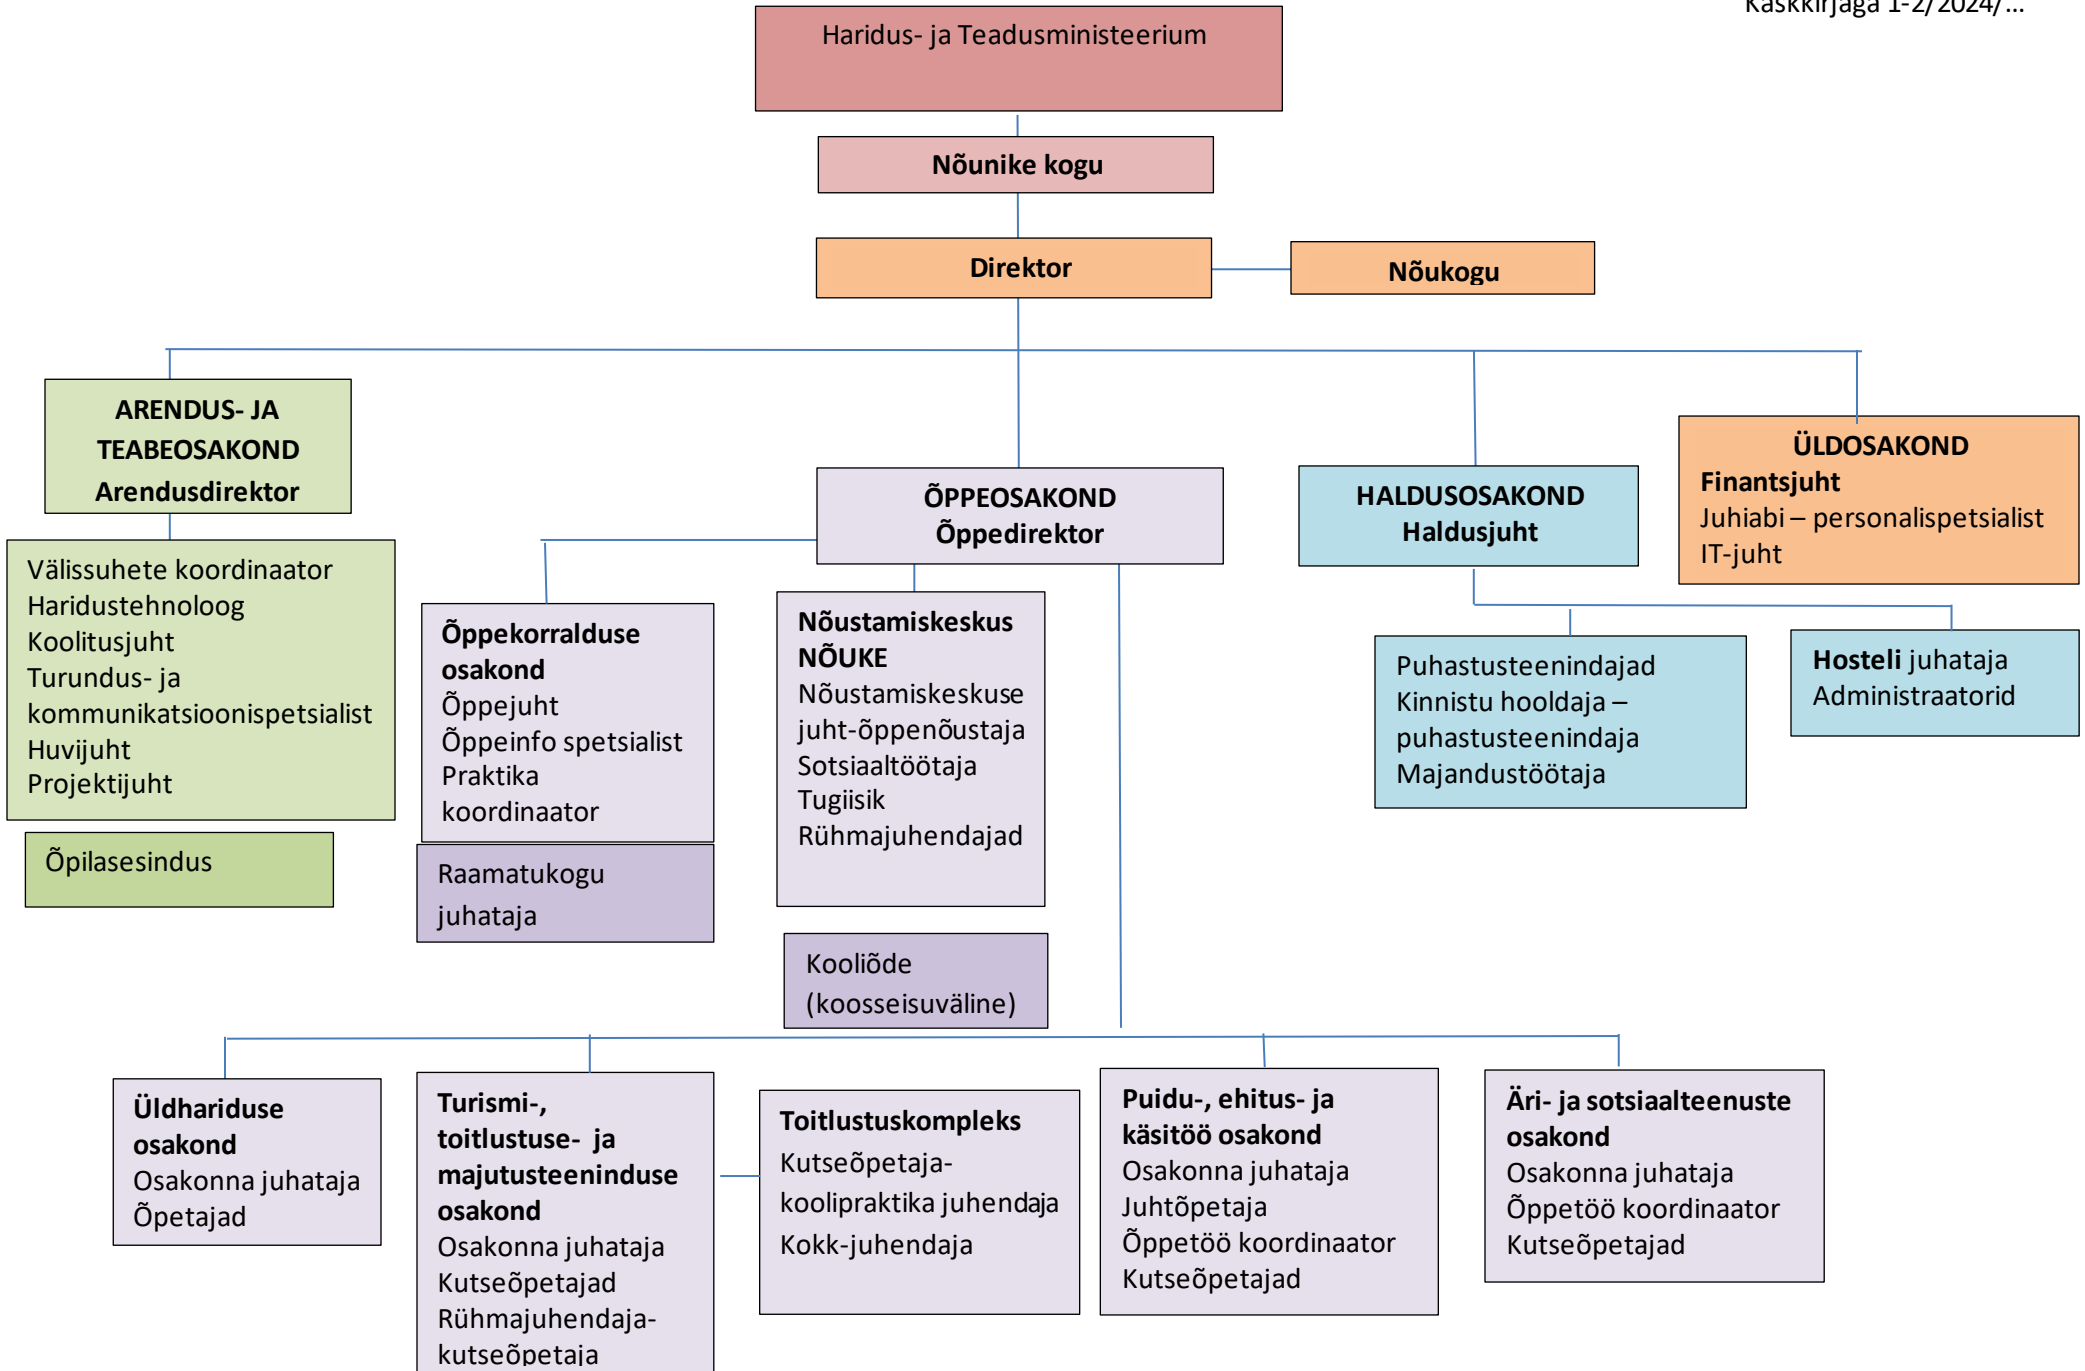 Käskkirjaga 1-2/2024/...
Haridus- ja Teadusministeerium
Nõunike kogu
Direktor
Nõukogu
ARENDUS- JA
TEABEOSAKOND
Arendusdirektor
Välissuhete koordinaator
Haridustehnoloog
Koolitusjuht
Turundus- ja
kommunikatsioonispetsialist
Huvijuht
Projektijuht
Õpilasesindus
ÕPPEOSAKOND
Õppedirektor
HALDUSOSAKOND
Haldusjuht
ÜLDOSAKOND
Finantsjuht
Juhiabi – personalispetsialist
IT-juht
Õppekorralduse
osakond
Õppejuht
Õppeinfo spetsialist
Praktika
koordinaator
Raamatukogu
juhataja
Nõustamiskeskus
NÕUKE
Nõustamiskeskuse
juht-õppenõustaja
Sotsiaaltöötaja
Tugiisik
Rühmajuhendajad
Kooliõde
(koosseisuväline)
Puhastusteenindajad
Kinnistu hooldaja –
puhastusteenindaja
Majandustöötaja
Hosteli juhataja
Administraatorid
Üldhariduse
osakond
Osakonna juhataja
Õpetajad
Turismi-,
toitlustuse- ja
majutusteeninduse
osakond
Osakonna juhataja
Kutseõpetajad
Rühmajuhendaja-
kutseõpetaja
Toitlustuskompleks
Kutseõpetaja-
koolipraktika juhendaja
Kokk-juhendaja
Puidu-, ehitus- ja
käsitöö osakond
Osakonna juhataja
Juhtõpetaja
Õppetöö koordinaator
Kutseõpetajad
Äri- ja sotsiaalteenuste
osakond
Osakonna juhataja
Õppetöö koordinaator
Kutseõpetajad